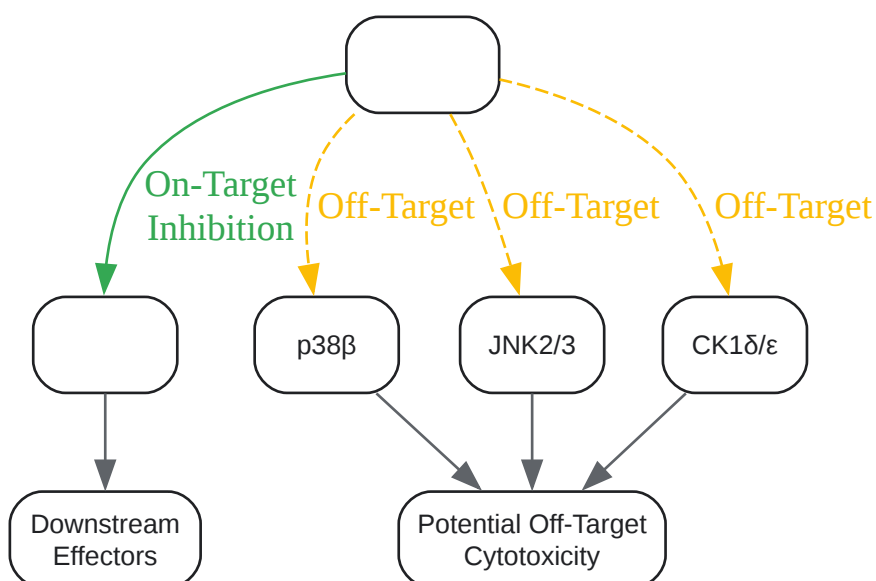 On-Target
Inhibition
Off-Target
Off-Target
Off-Target
p38β
JNK2/3
CK1δ/ε
Downstream
Effectors
Potential Off-Target
Cytotoxicity